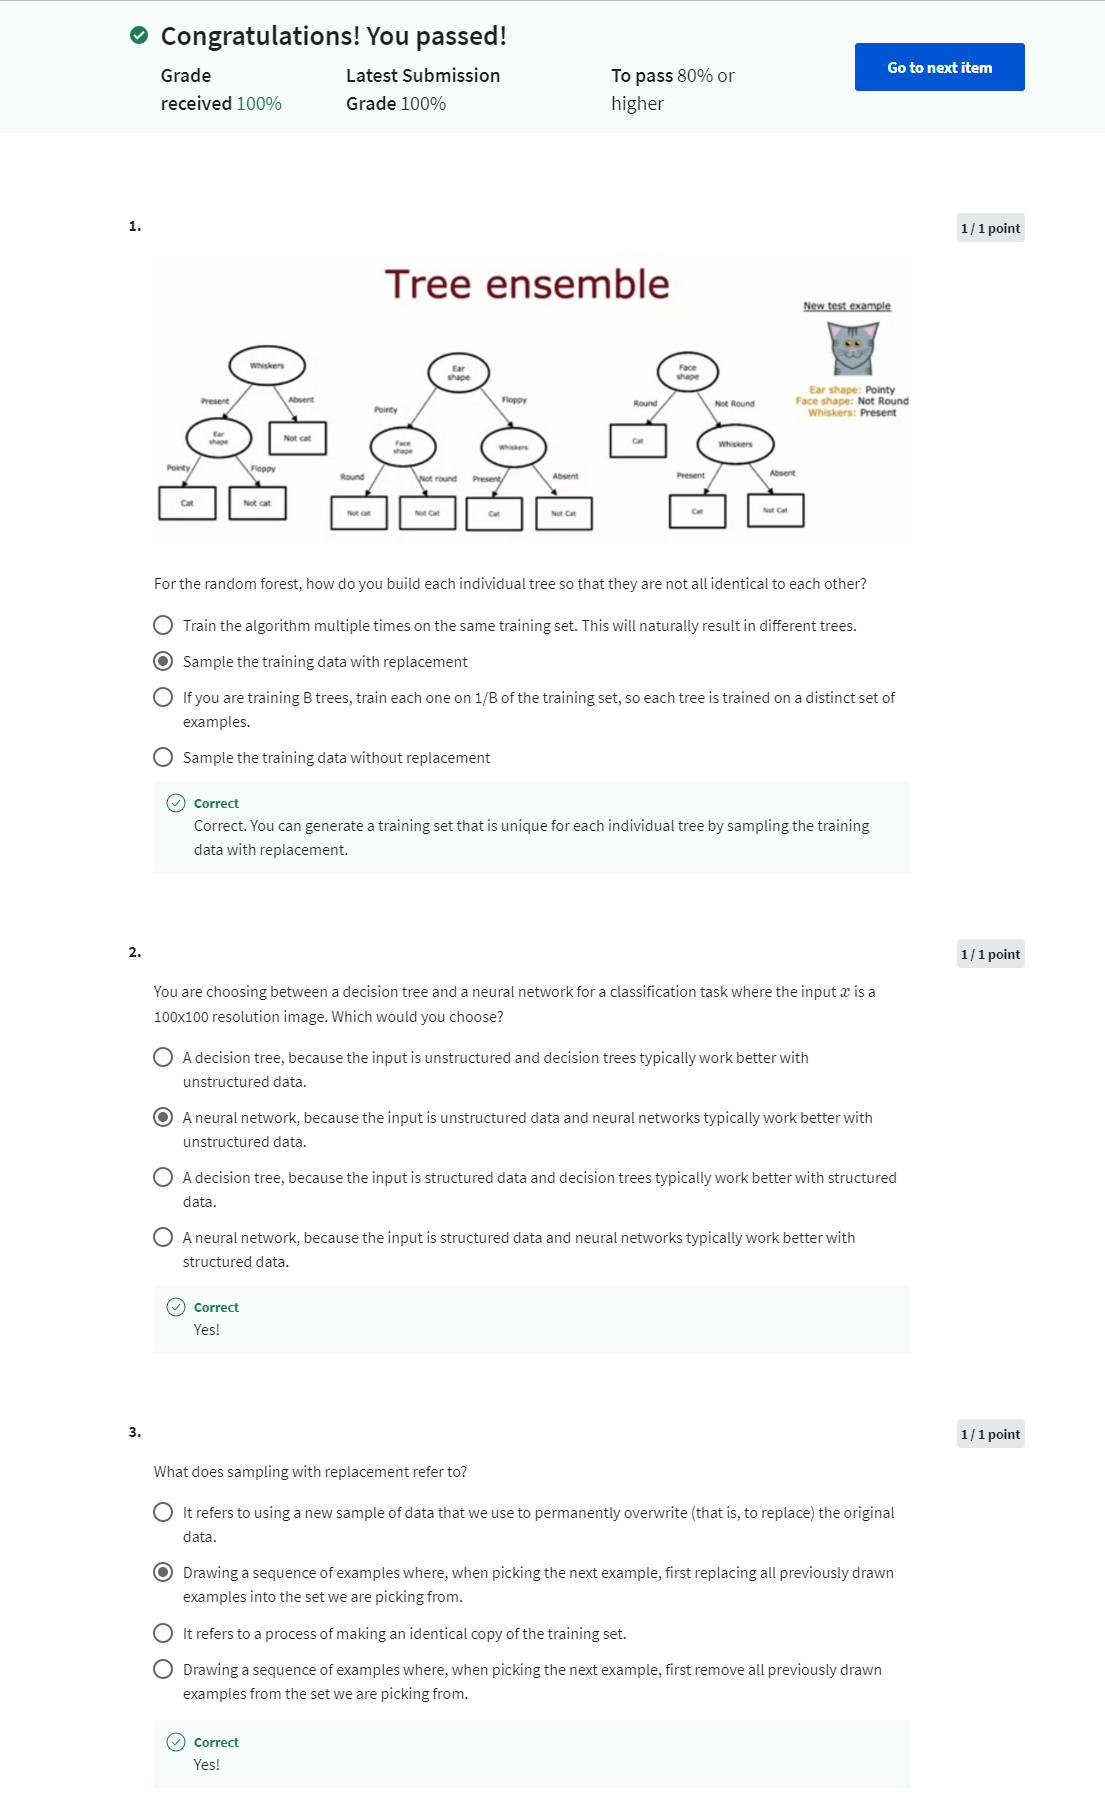 Congratulations! You passed!
Grade
received 100%
Latest Submission
Grade 100%
To pass 80% or
higher
Go to next item
1.
1 / 1 point
Tree ensemble
New test example
Ear shape: Pointy
Face shape: Not Round
Whiskers: Present
Whiskers
Present
Absent
Ear
shape
Not cat
Pointy
Floppy
Cat
Not cat
Ear
shape
Pointy
Floppy
Face
shape
Whiskers
Round
Not round
Present
Absent
Not cat
Not Cat
Cat
Not Cat
Face
shape
Round
Not Round
Cat
Whiskers
Present
Absent
Cat
Not Cat
For the random forest, how do you build each individual tree so that they are not all identical to each other?
Train the algorithm multiple times on the same training set. This will naturally result in different trees.
Sample the training data with replacement
If you are training B trees, train each one on 1/B of the training set, so each tree is trained on a distinct set of
examples.
Sample the training data without replacement
Correct
Correct. You can generate a training set that is unique for each individual tree by sampling the training
data with replacement.
2.
1 / 1 point
You are choosing between a decision tree and a neural network for a classification task where the input x is a
100x100 resolution image. Which would you choose?
A decision tree, because the input is unstructured and decision trees typically work better with
unstructured data.
A neural network, because the input is unstructured data and neural networks typically work better with
unstructured data.
A decision tree, because the input is structured data and decision trees typically work better with structured
data.
A neural network, because the input is structured data and neural networks typically work better with
structured data.
Correct
Yes!
3.
1 / 1 point
What does sampling with replacement refer to?
It refers to using a new sample of data that we use to permanently overwrite (that is, to replace) the original
data.
Drawing a sequence of examples where, when picking the next example, first replacing all previously drawn
examples into the set we are picking from.
It refers to a process of making an identical copy of the training set.
Drawing a sequence of examples where, when picking the next example, first remove all previously drawn
examples from the set we are picking from.
Correct
Yes!